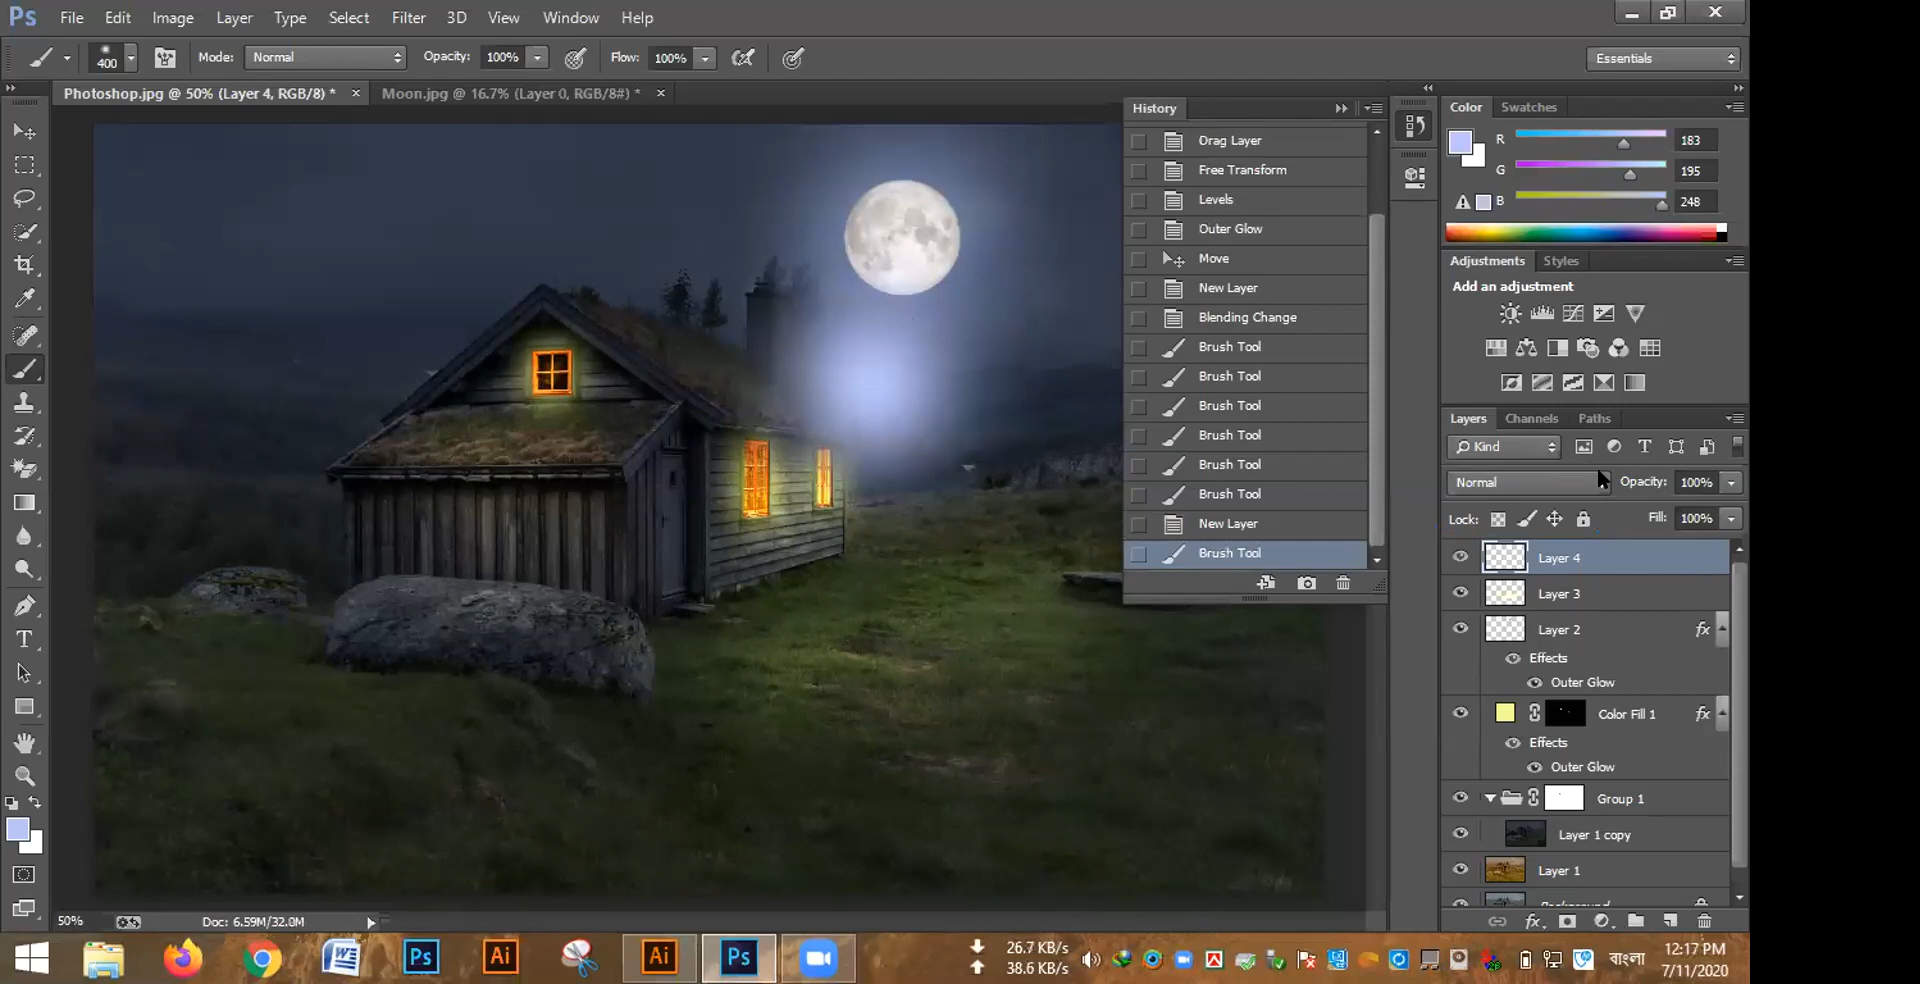 Ps File Edit Image Layer Type Select Filter 3D View Window Help
400 Mode: Normal Opacity: 100% Flow: 100% Essentials
Photoshop.jpg @ 50% (Layer 4, RGB/8) * × Moon.jpg @ 16.7% (Layer 0, RGB/8#) * ×
History
Drag Layer
Free Transform
Levels
Outer Glow
Move
New Layer
Blending Change
Brush Tool
Brush Tool
Brush Tool
Brush Tool
Brush Tool
Brush Tool
New Layer
Brush Tool
Color Swatches
R 183
G 195
B 248
Adjustments Styles
Add an adjustment
Layers Channels Paths
Kind
Normal Opacity: 100%
Lock: Fill: 100%
Layer 4
Layer 3
Layer 2 fx
Effects
Outer Glow
Color Fill 1 fx
Effects
Outer Glow
Group 1
Layer 1 copy
Layer 1
Background
fx
50% Doc: 6.59M/32.0M
W Ps Ai Ai Ps
26.7 KB/s
38.6 KB/s
বাংলা
12:17 PM
7/11/2020